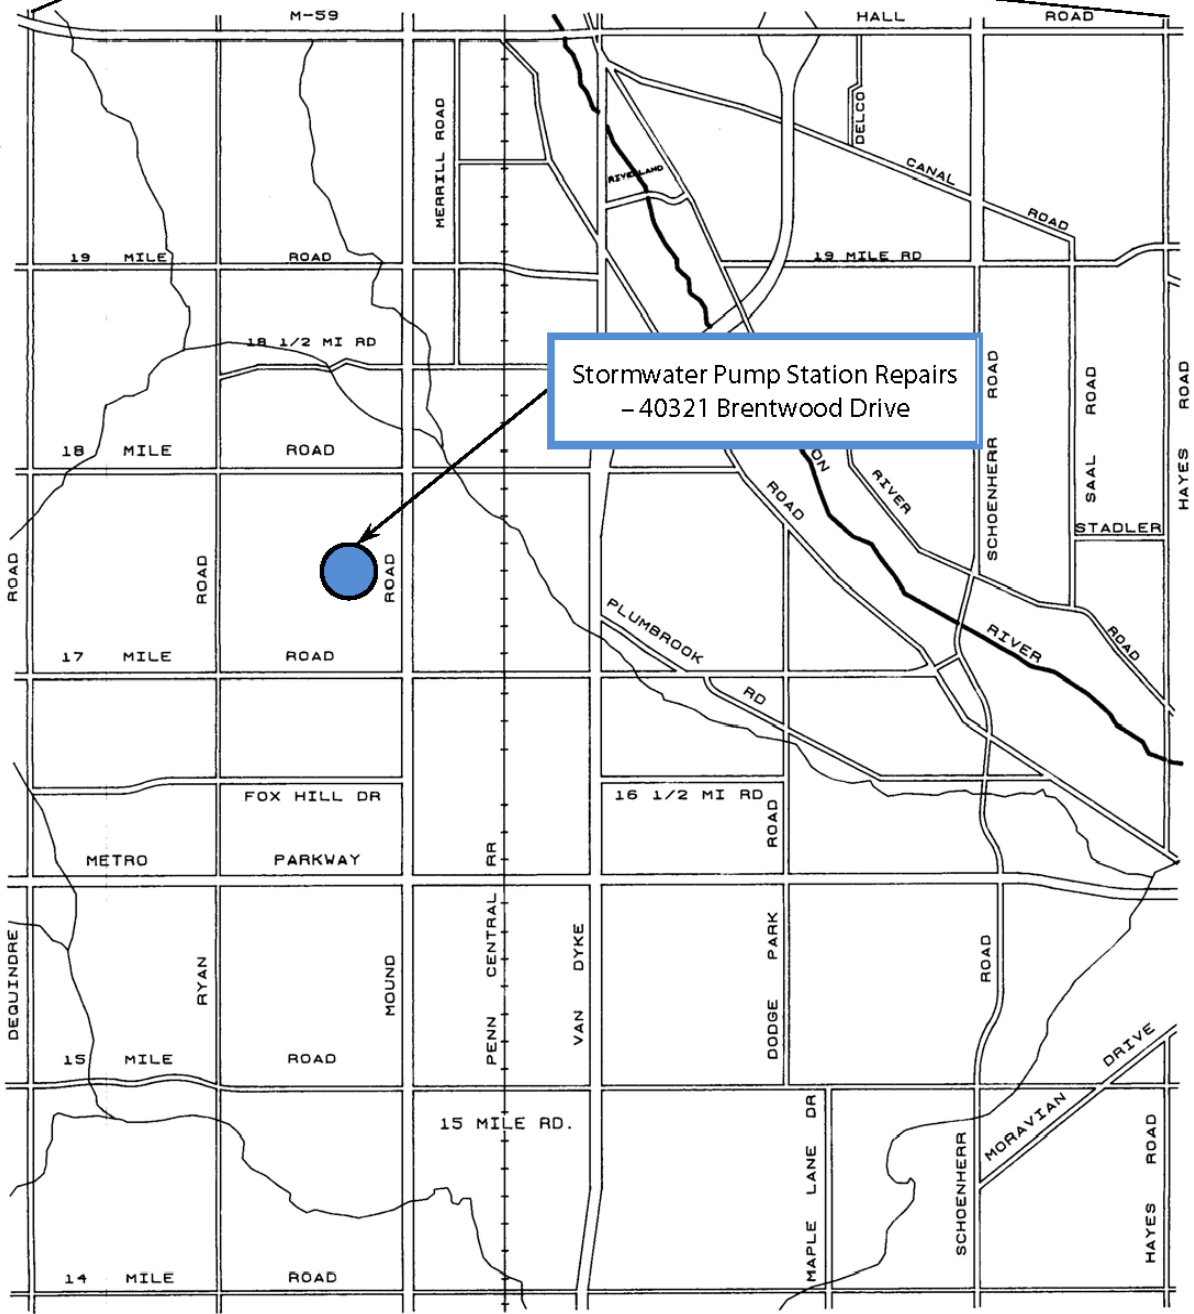 M-59
HALL ROAD
MERRILL ROAD
DELCO
RIVERLAND
CANAL ROAD
19 MILE ROAD
19 MILE RD
18 1/2 MI RD
Stormwater Pump Station Repairs
– 40321 Brentwood Drive
SCHOENHERR ROAD
SAAL ROAD
HAYES ROAD
18 MILE ROAD
ON
RIVER
ROAD
STADLER
ROAD
ROAD
ROAD
PLUMBROOK
RD
RIVER
ROAD
17 MILE ROAD
FOX HILL DR
16 1/2 MI RD
ROAD
METRO PARKWAY
RR
DEQUINDRE
RYAN
MOUND
PENN CENTRAL
VAN DYKE
DODGE PARK
ROAD
15 MILE ROAD
MORAVIAN DRIVE
15 MILE RD.
MAPLE LANE DR
SCHOENHERR
HAYES ROAD
14 MILE ROAD